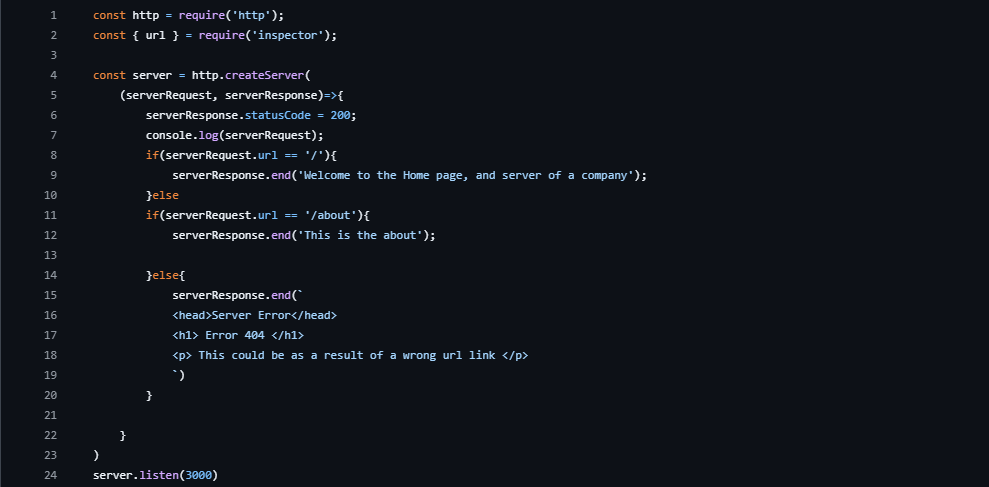 1 const http = require('http');
2 const { url } = require('inspector');
3
4 const server = http.createServer(
5 (serverRequest, serverResponse)=>{
6 serverResponse.statusCode = 200;
7 console.log(serverRequest);
8 if(serverRequest.url == '/'){
9 serverResponse.end('Welcome to the Home page, and server of a company');
10 }else
11 if(serverRequest.url == '/about'){
12 serverResponse.end('This is the about');
13
14 }else{
15 serverResponse.end(`
16 <head>Server Error</head>
17 <h1> Error 404 </h1>
18 <p> This could be as a result of a wrong url link </p>
19 `)
20 }
21
22 }
23 )
24 server.listen(3000)